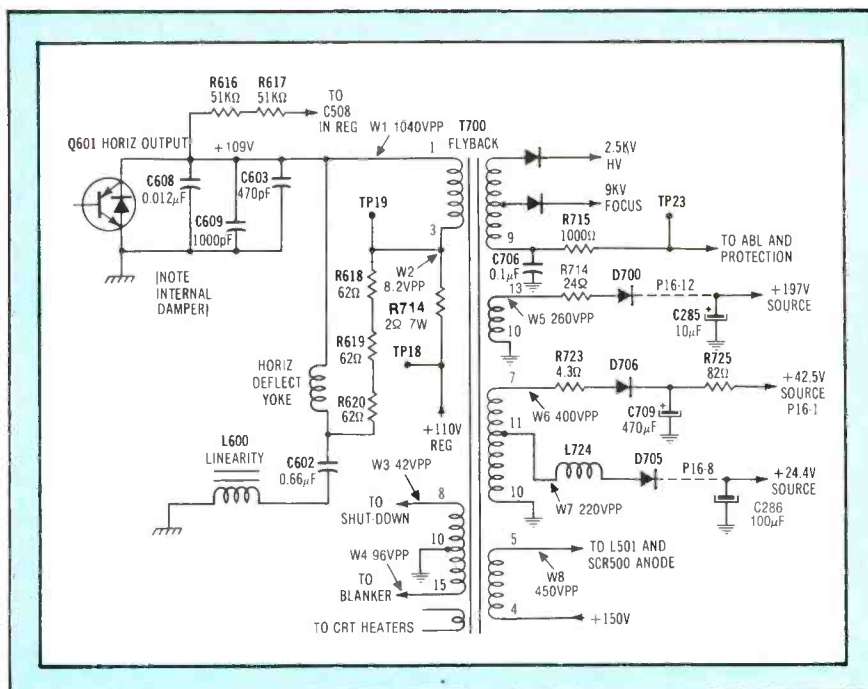 R616
51KΩ
R617
51KΩ
TO
C508
IN REG
Q601 HORIZ OUTPUT
+109V
W1 1040VPP
T700
FLYBACK
1
2.5KV
HV
C608
0.012µF
C603
470pF
C609
1000pF
TP19
9KV
FOCUS
TP23
3
9
R715
1000Ω
TO ABL AND
PROTECTION
C706
0.1µF
(NOTE
INTERNAL
DAMPER)
R618
62Ω
W2
8.2VPP
R714
24Ω
D700
P16-12
+197V
SOURCE
13
10
W5 260VPP
C285
10µF
R714
2Ω 7W
R619
62Ω
TP18
HORIZ
DEFLECT
YOKE
R620
62Ω
R723
4.3Ω
D706
R725
82Ω
+42.5V
SOURCE
P16-1
7
W6 400VPP
C709
470µF
+110V
REG
11
L724
D705
P16-8
+24.4V
SOURCE
L600
LINEARITY
C602
0.66µF
W3 42VPP
10
W7 220VPP
C286
100µF
TO
SHUT-DOWN
8
10
W4 96VPP
15
TO
BLANKER
5
TO L501 AND
SCR500 ANODE
W8
450VPP
4
+150V
TO CRT HEATERS